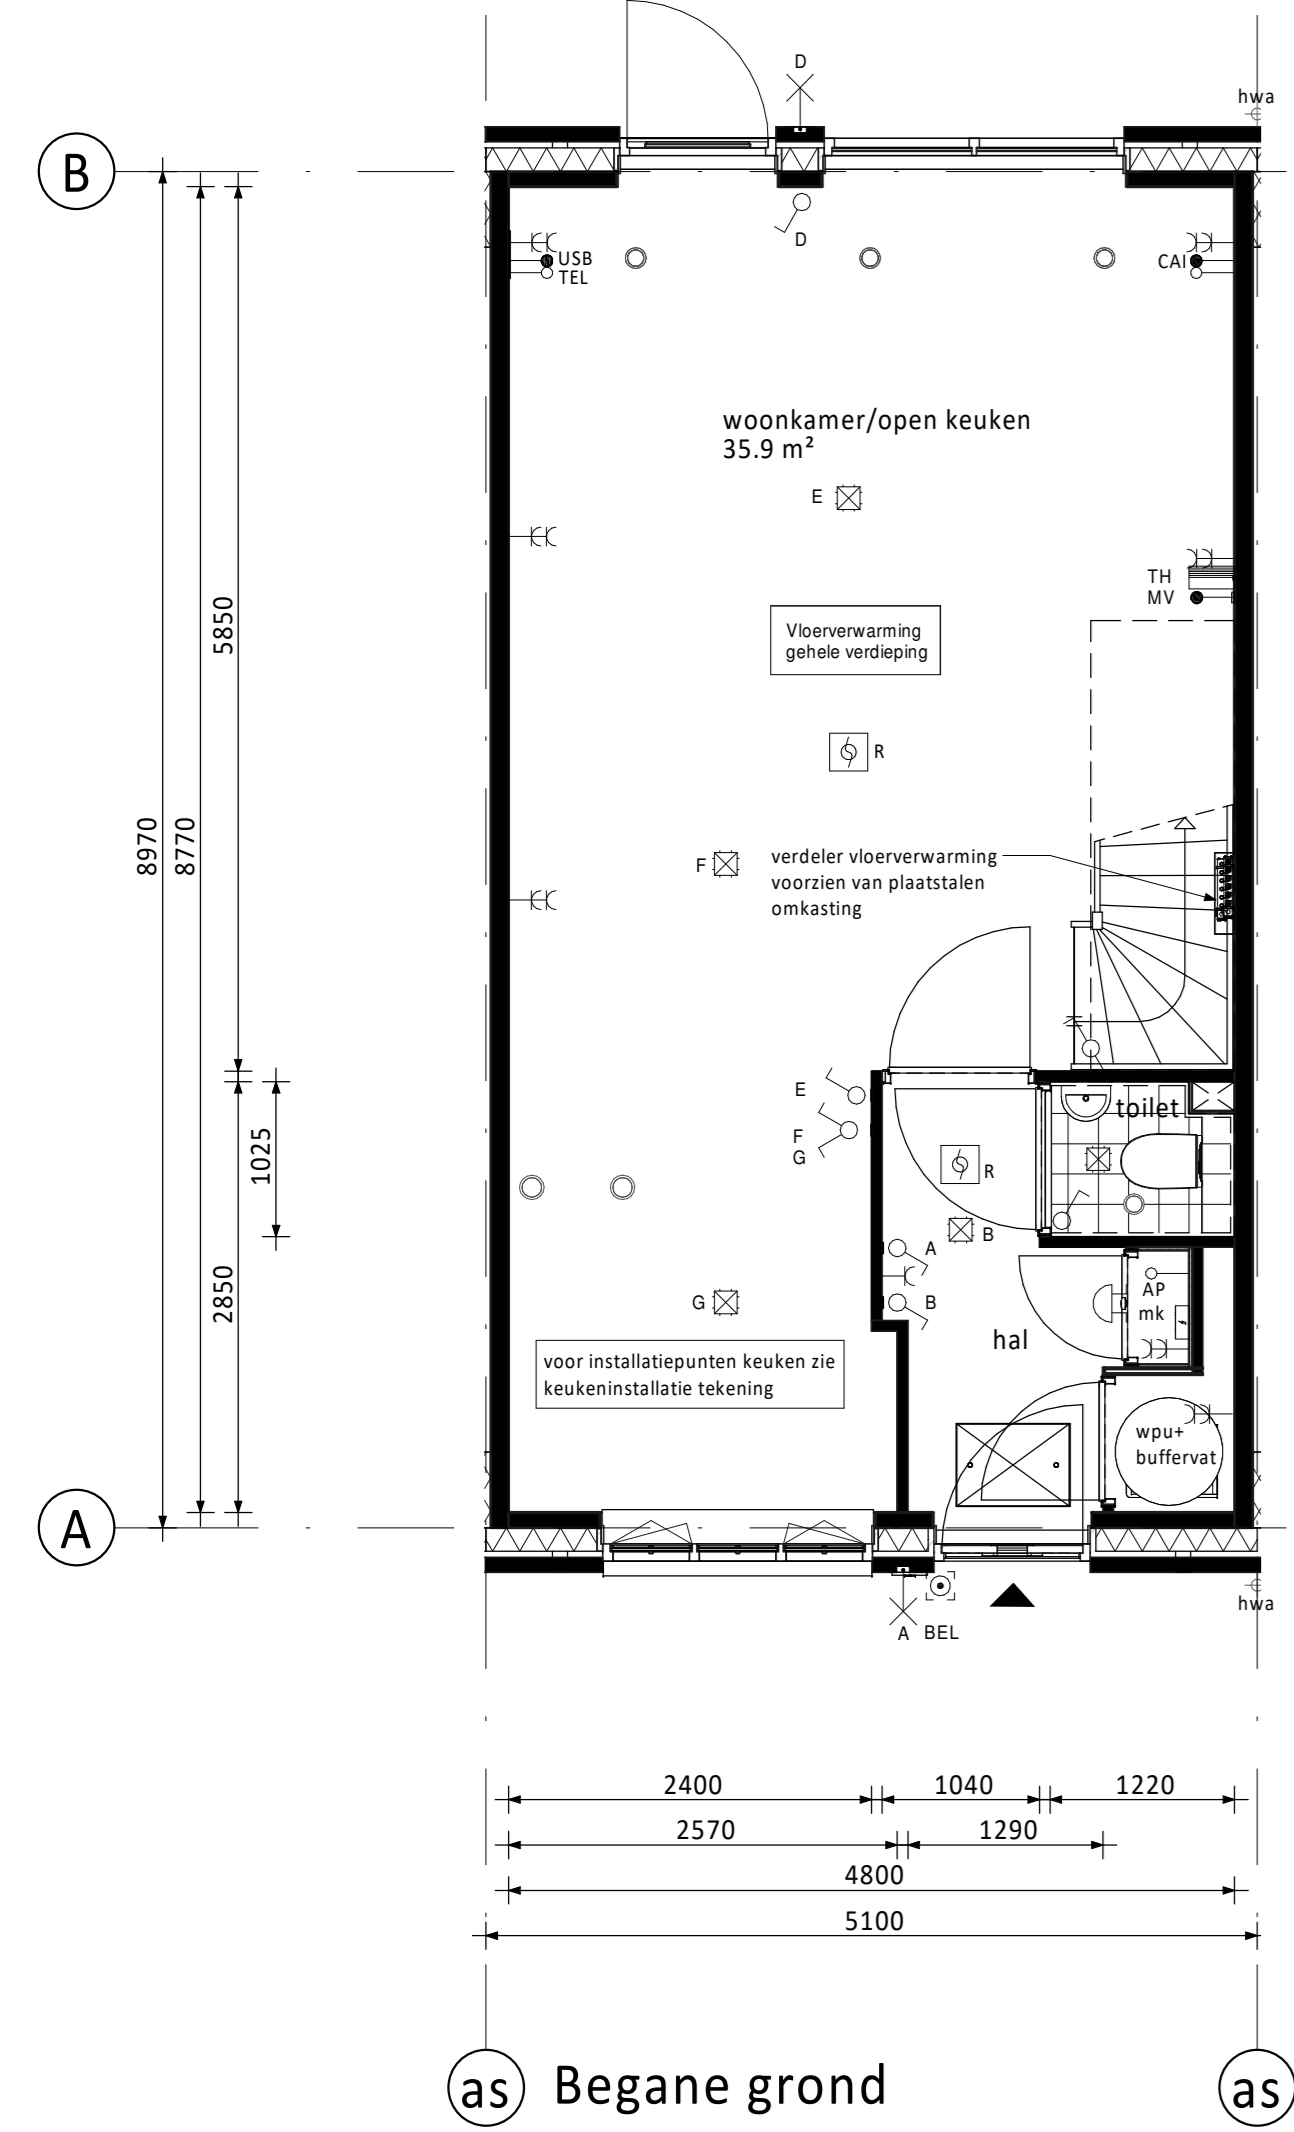 D
hwa
B
D
USB
TEL
CAI
woonkamer/open keuken
35.9 m²
E
TH
MV
Vloerverwarming
gehele verdieping
5850
R
8970
8770
F
verdeler vloerverwarming
voorzien van plaatstalen
omkasting
E
toilet
F
G
1025
R
B
A
2850
AP
mk
G
B
hal
voor installatiepunten keuken zie
keukeninstallatie tekening
wpu+
buffervat
A
hwa
A
BEL
2400
1040
1220
2570
1290
4800
5100
as
Begane grond
as